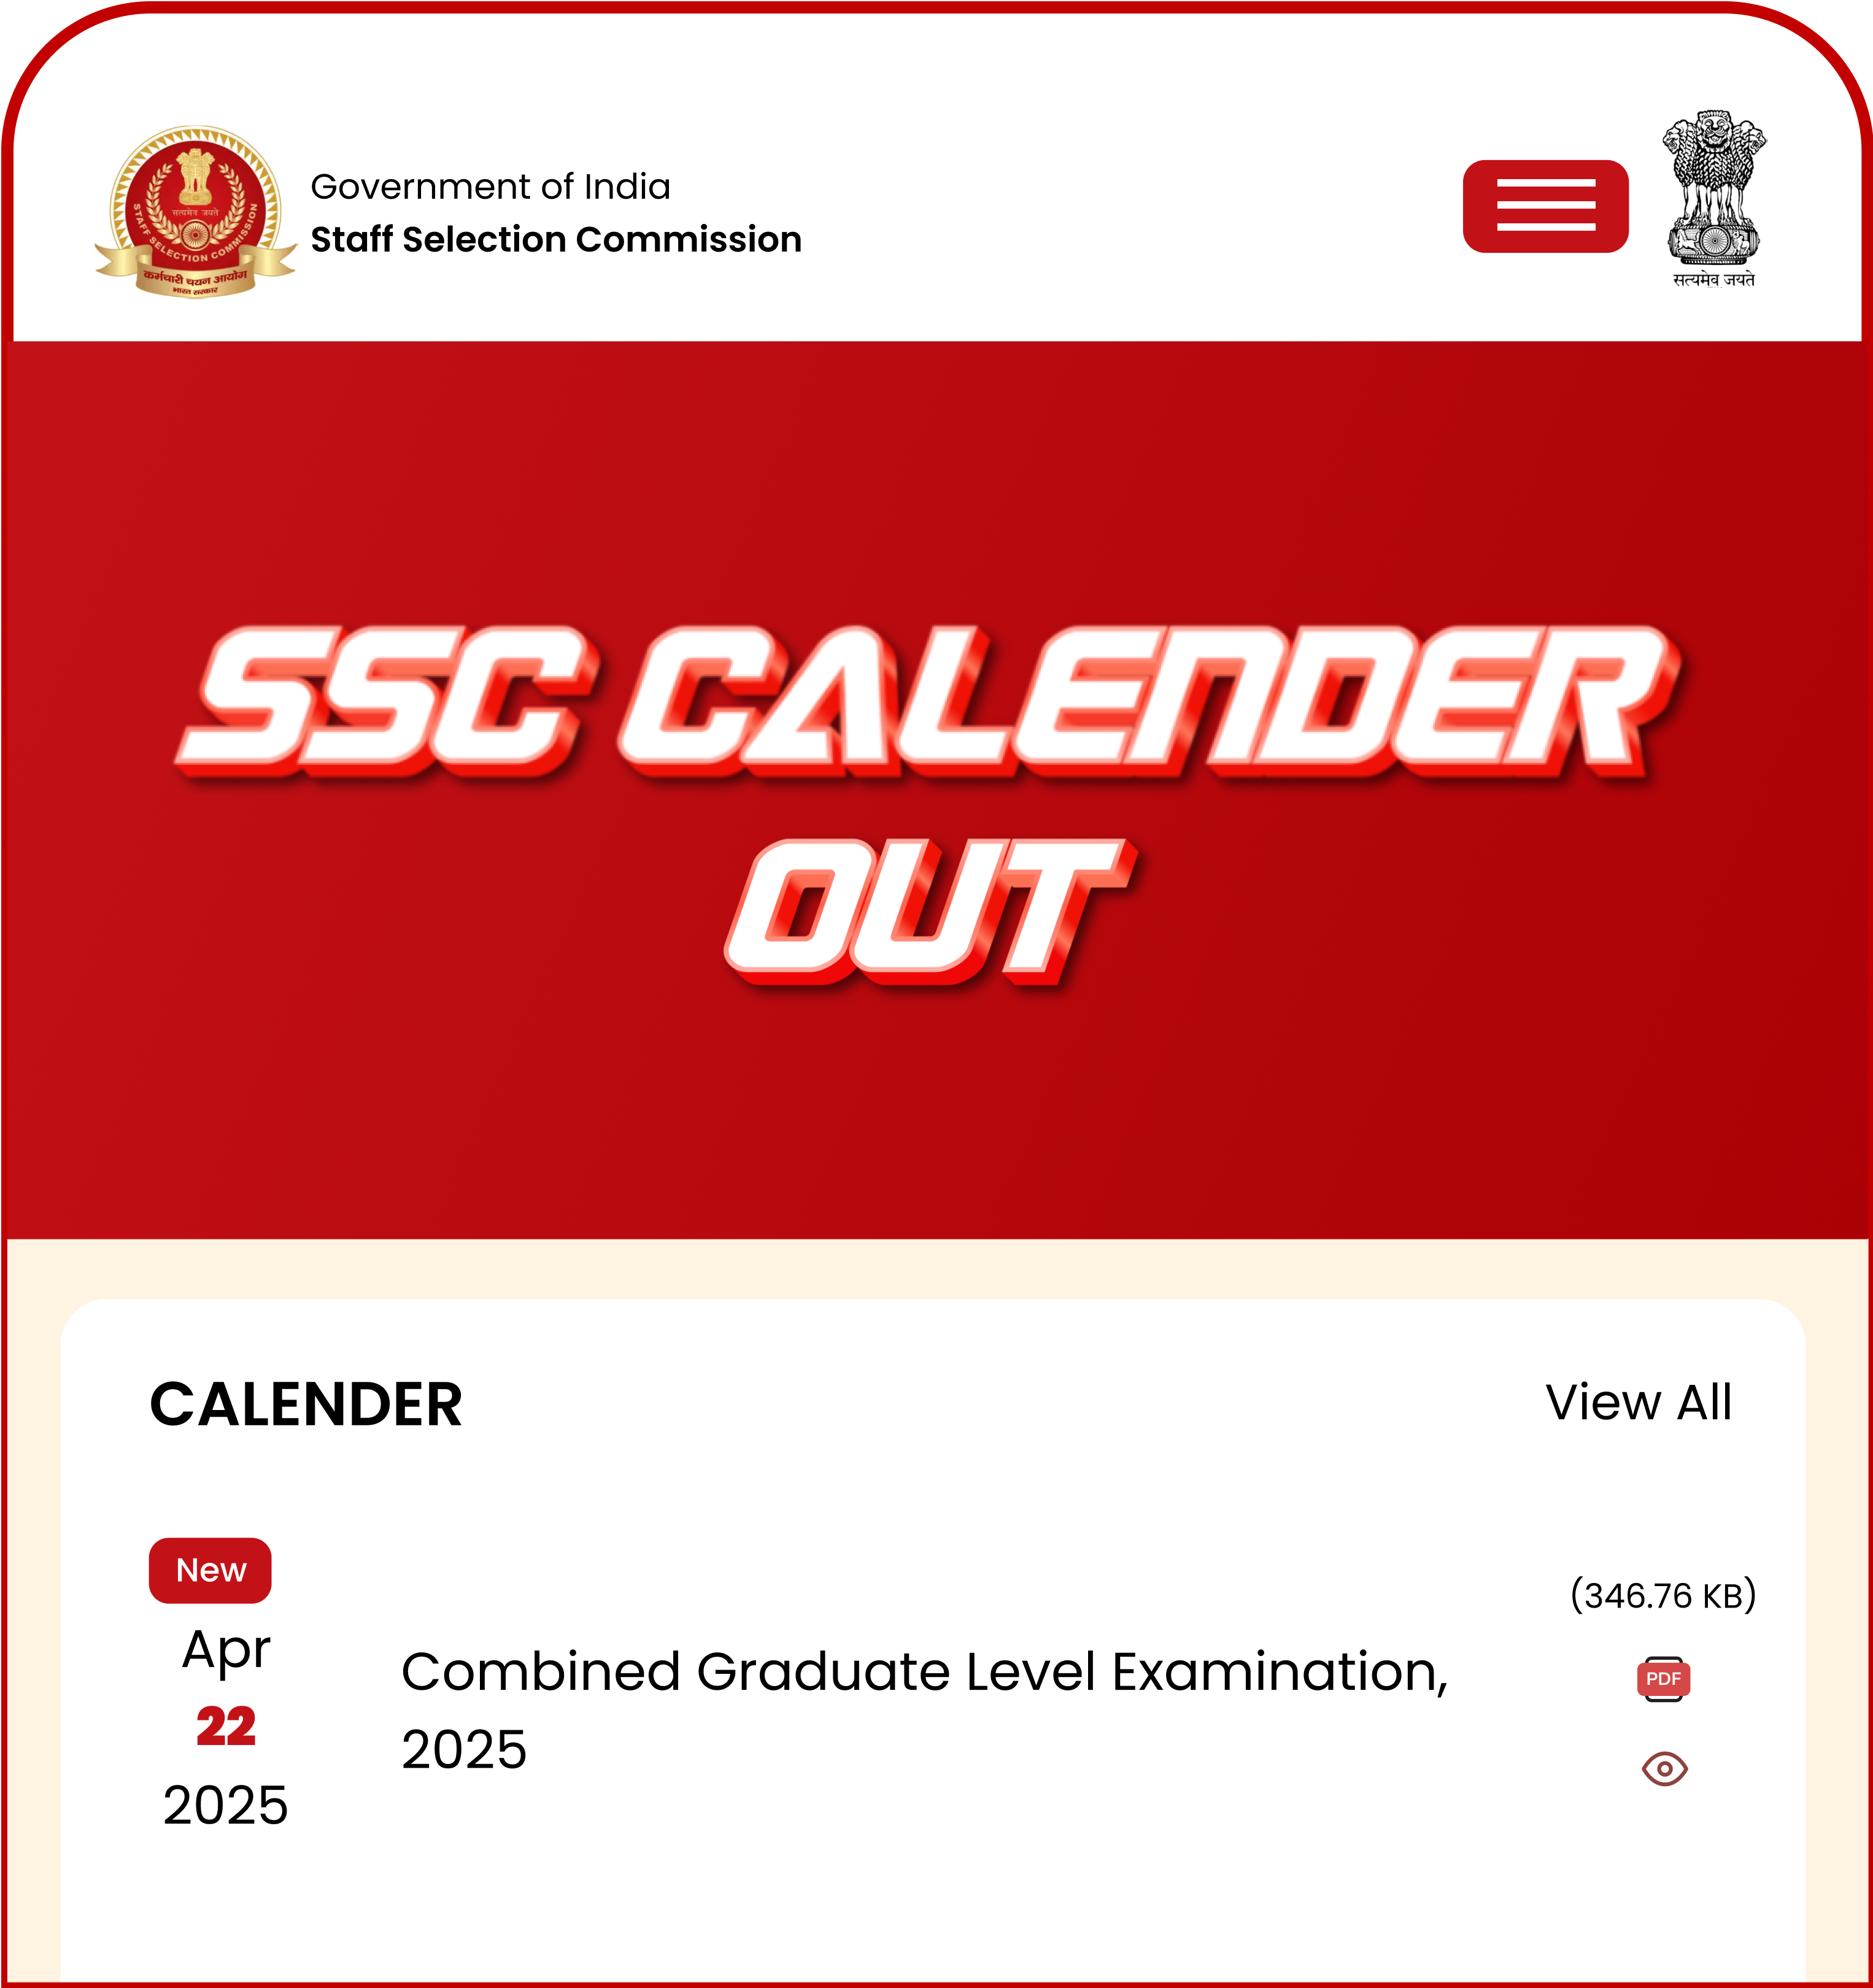 सत्यमेव जयते
STAFF SELECTION COMMISSION
कर्मचारी चयन आयोग
भारत सरकार
Government of India
Staff Selection Commission
सत्यमेव जयते
SSC CALENDER
OUT
CALENDER
View All
New
Apr
22
2025
Combined Graduate Level Examination,
2025
(346.76 KB)
PDF